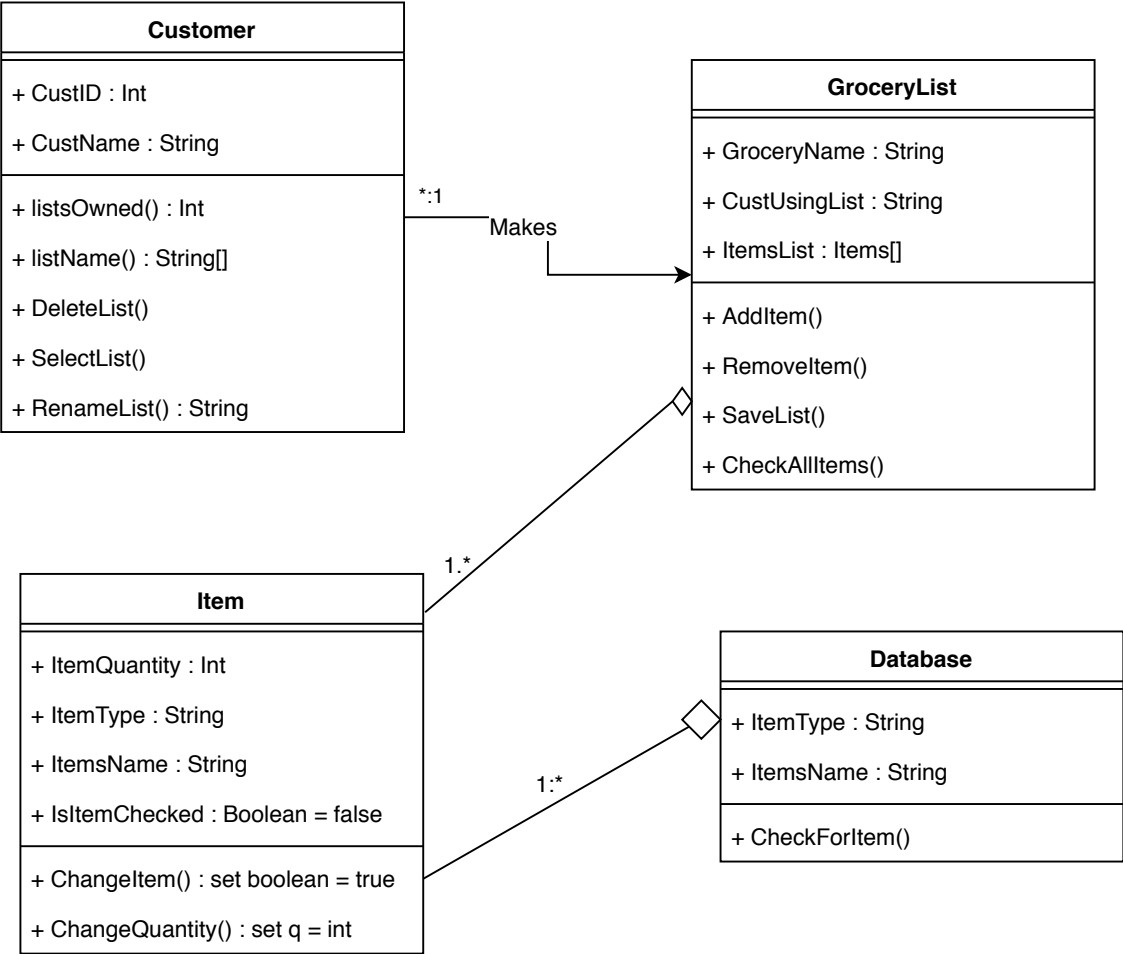 Customer
+ CustID : Int
+ CustName : String
+ listsOwned() : Int
+ listName() : String[]
+ DeleteList()
+ SelectList()
+ RenameList() : String
*:1
Makes
GroceryList
+ GroceryName : String
+ CustUsingList : String
+ ItemsList : Items[]
+ AddItem()
+ RemoveItem()
+ SaveList()
+ CheckAllItems()
1.*
Item
+ ItemQuantity : Int
+ ItemType : String
+ ItemsName : String
+ IsItemChecked : Boolean = false
+ ChangeItem() : set boolean = true
+ ChangeQuantity() : set q = int
1:*
Database
+ ItemType : String
+ ItemsName : String
+ CheckForItem()